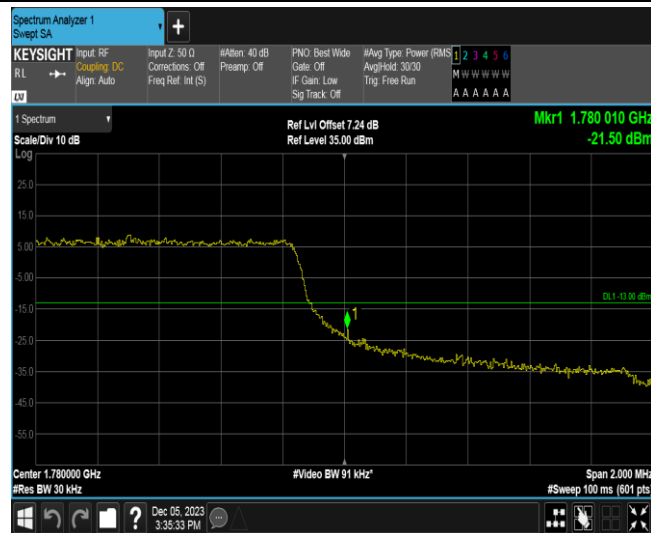 Spectrum Analyzer 1
Swept SA
+
KEYSIGHT
R L
LXI
Input: RF
Coupling: DC
Align: Auto
Input Z: 50 Ω
Corrections: Off
Freq Ref: Int (S)
#Atten: 40 dB
Preamp: Off
PNO: Best Wide
Gate: Off
IF Gain: Low
Sig Track: Off
#Avg Type: Power (RMS
Avg|Hold: 30/30
Trig: Free Run
1 2 3 4 5 6
M W W W W W
A A A A A A
1 Spectrum
Scale/Div 10 dB
Log
Ref Lvl Offset 7.24 dB
Ref Level 35.00 dBm
Mkr1 1.780 010 GHz
-21.50 dBm
25.0
15.0
5.00
-5.00
DL1 -13.00 dBm
-15.0
1
-25.0
-35.0
-45.0
-55.0
Center 1.780000 GHz
#Video BW 91 kHz*
Span 2.000 MHz
#Res BW 30 kHz
#Sweep 100 ms (601 pts)
?
Dec 05, 2023
3:35:33 PM